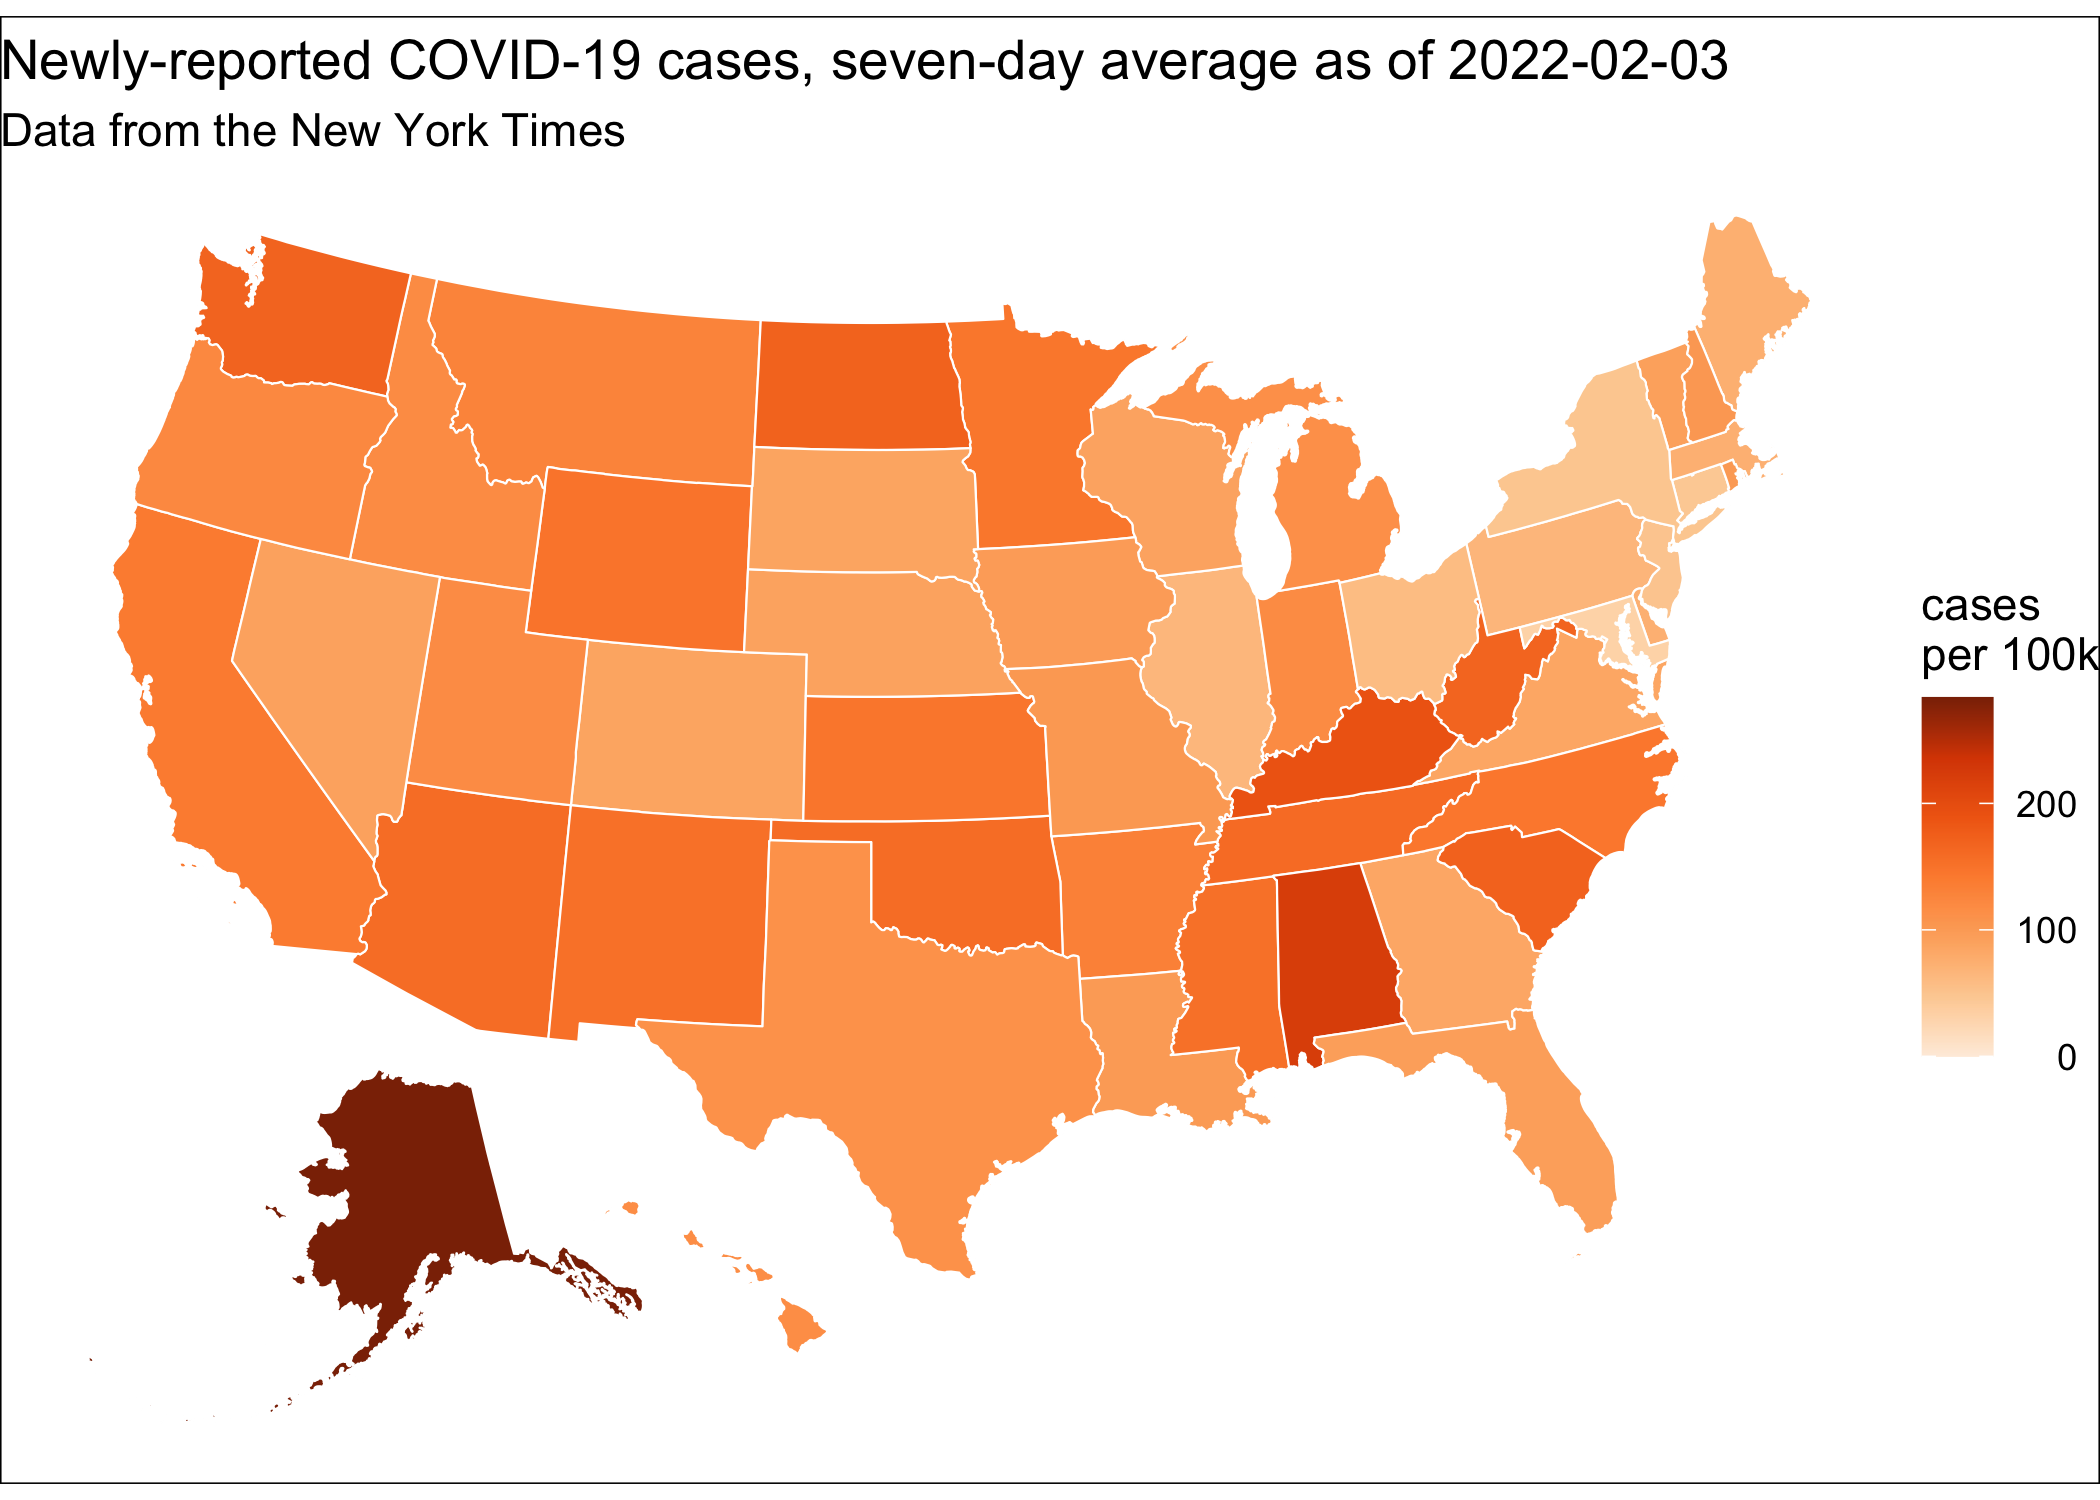 Newly-reported COVID-19 cases, seven-day average as of 2022-02-03
Data from the New York Times
cases
per 100k
200
100
0